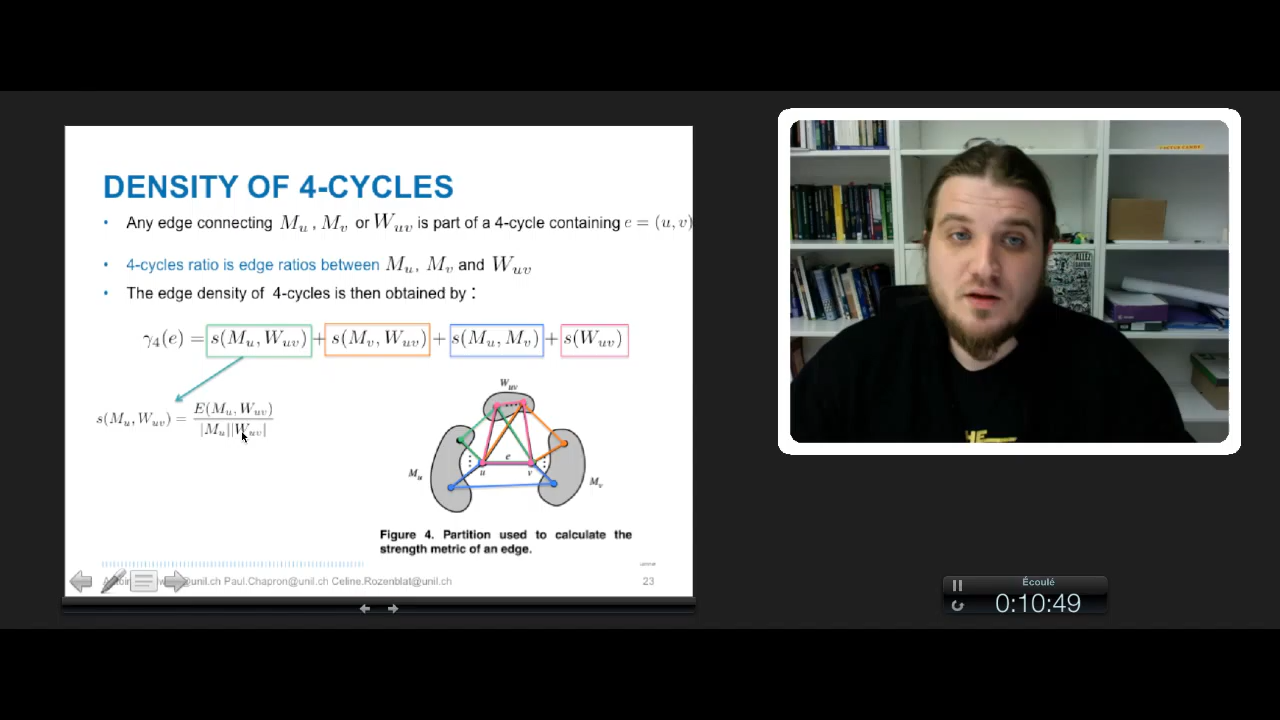 DENSITY OF 4-CYCLES
• Any edge connecting M_u , M_v or W_uv is part of a 4-cycle containing e = (u, v)
• 4-cycles ratio is edge ratios between M_u, M_v and W_uv
• The edge density of 4-cycles is then obtained by :
γ₄(e) = s(M_u, W_uv) + s(M_v, W_uv) + s(M_u, M_v) + s(W_uv)
s(M_u, W_uv) = E(M_u, W_uv) / |M_u||W_uv|
W_uv
e
u v
M_u
M_v
Figure 4. Partition used to calculate the
strength metric of an edge.
@unil.ch Paul.Chapron@unil.ch Celine.Rozenblat@unil.ch
23
Écoulé
0:10:49